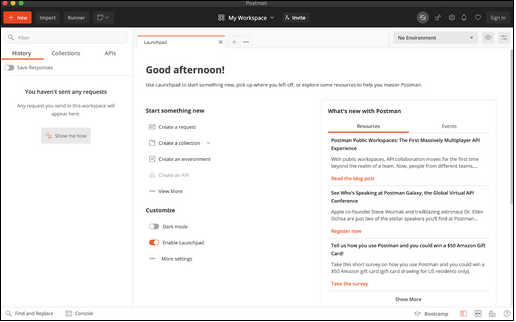 Postman
+ New
Import
Runner
My Workspace
Invite
Sign In
Filter
History
Collections
APIs
Save Responses
You haven't sent any requests
Any request you send in this workspace will
appear here.
Show me how
Launchpad
No Environment
Good afternoon!
Use Launchpad to start something new, pick up where you left off, or explore some resources to help you master Postman.
Start something new
Create a request
Create a collection
Create an environment
Create an API
View More
Customize
Dark mode
Enable Launchpad
More settings
What's new with Postman
Resources
Events
Postman Public Workspaces: The First Massively Multiplayer API
Experience
With public workspaces, API collaboration moves for the first time
beyond the realm of a team. Now, people from different teams,...
Read the blog post
See Who's Speaking at Postman Galaxy, the Global Virtual API
Conference
Apple co-founder Steve Wozniak and trailblazing astronaut Dr. Ellen
Ochoa are just two of the stellar speakers you'll find at Postman...
Register now
Tell us how you use Postman and you could win a $50 Amazon Gift
Card!
Take this short survey on how you use Postman and you could win a
$50 Amazon gift card (gift card drawing for US residents only),
Take the survey
Show More
Find and Replace
Console
Bootcamp